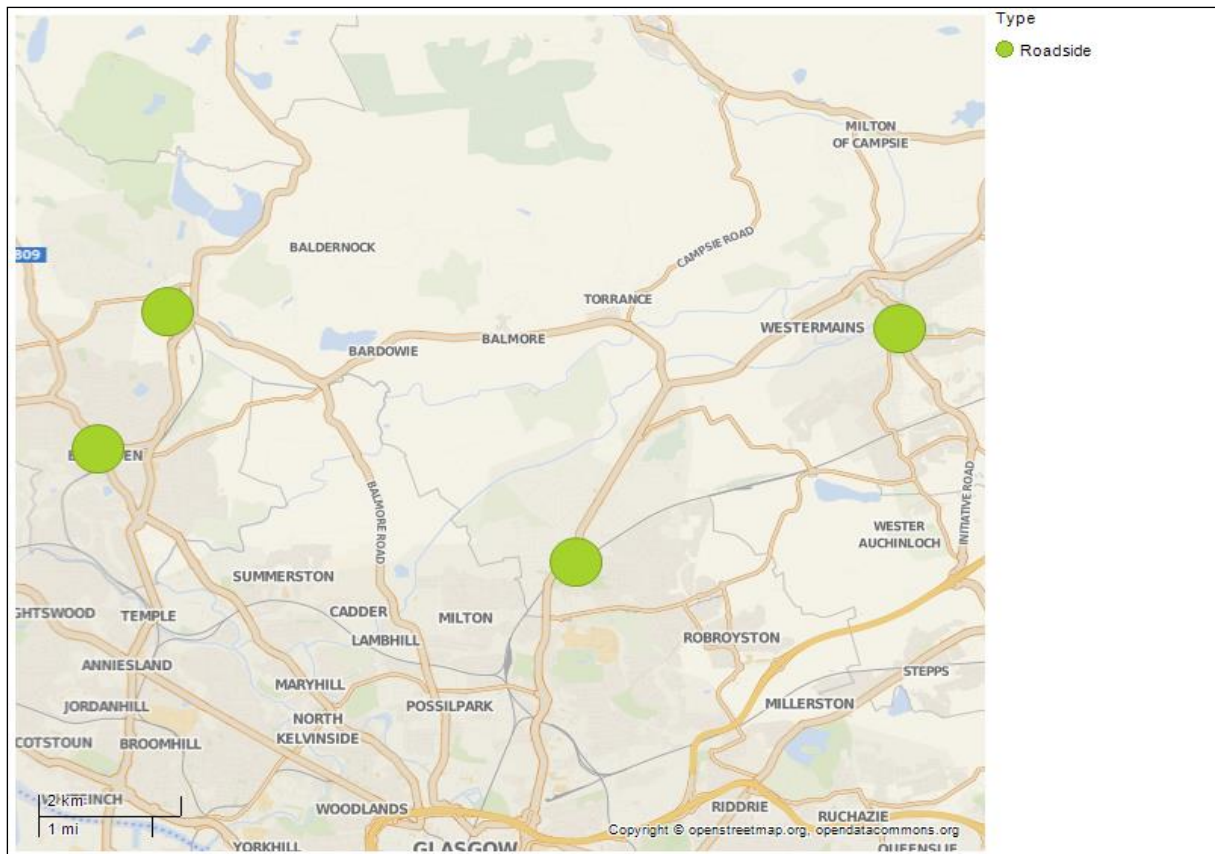 Type
Roadside
MILTON
OF CAMPSIE
BALDERNOCK
CAMPSIE ROAD
809
TORRANCE
WESTERMAINS
BALMORE
BARDOWIE
BALMORE ROAD
INITIATIVE ROAD
WESTER
AUCHINLOCH
SUMMERSTON
GHTSWOOD
TEMPLE
CADDER
MILTON
LAMBHILL
ROBROYSTON
ANNIESLAND
STEPPS
MARYHILL
JORDANHILL
POSSILPARK
MILLERSTON
NORTH
KELVINSIDE
COTSTOUN
BROOMHILL
2 km
WOODLANDS
RIDDRIE
RUCHAZIE
1 mi
Copyright © openstreetmap.org, opendatacommons.org
YORKHILL
GLASGOW
QUEENSLIE